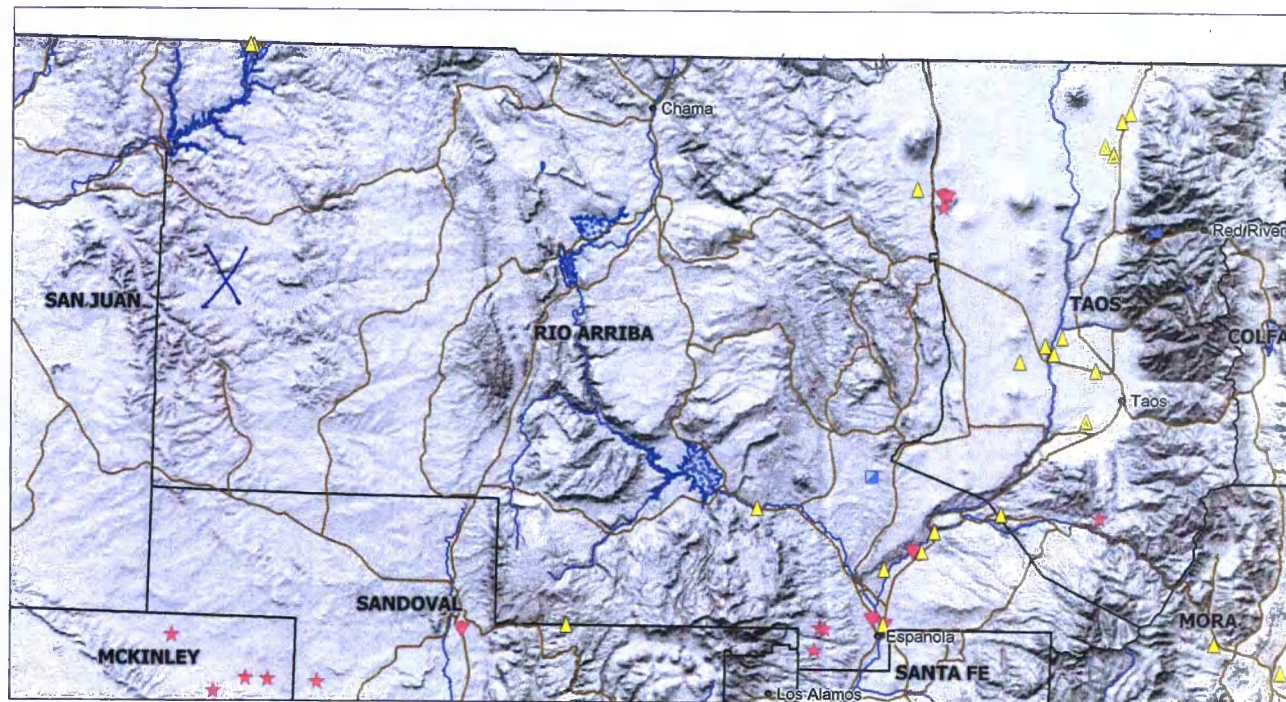 Chama
Red River
SAN JUAN
TAOS
RIO ARRIBA
COLFA
Taos
SANDOVAL
MORA
Espanola
MCKINLEY
SANTA FE
Los Alamos